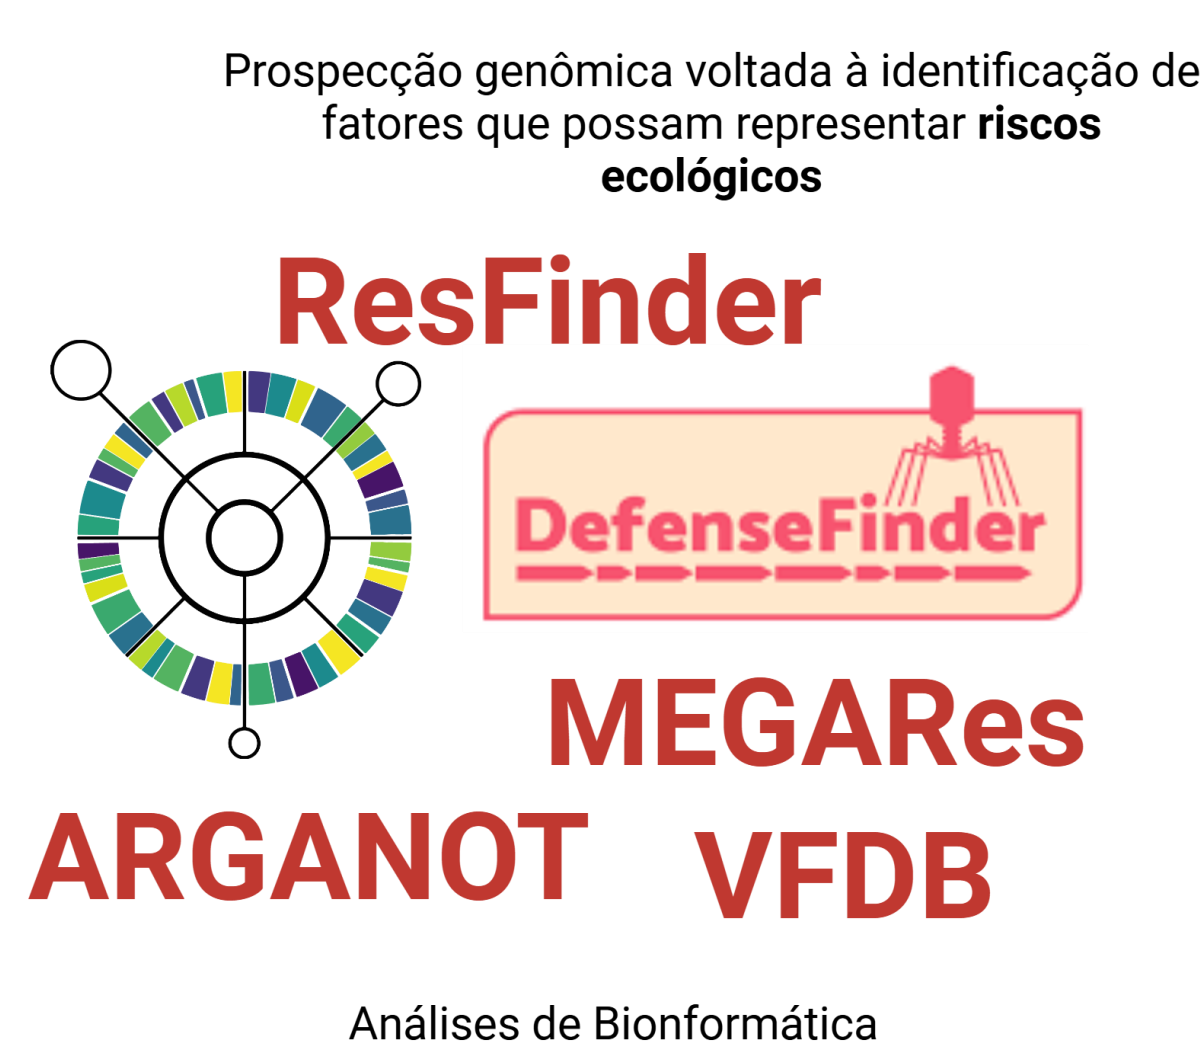 Prospecção genômica voltada à identificação de
fatores que possam representar riscos
ecológicos
ResFinder
DefenseFinder
MEGARes
ARGANOT
VFDB
Análises de Bionformática